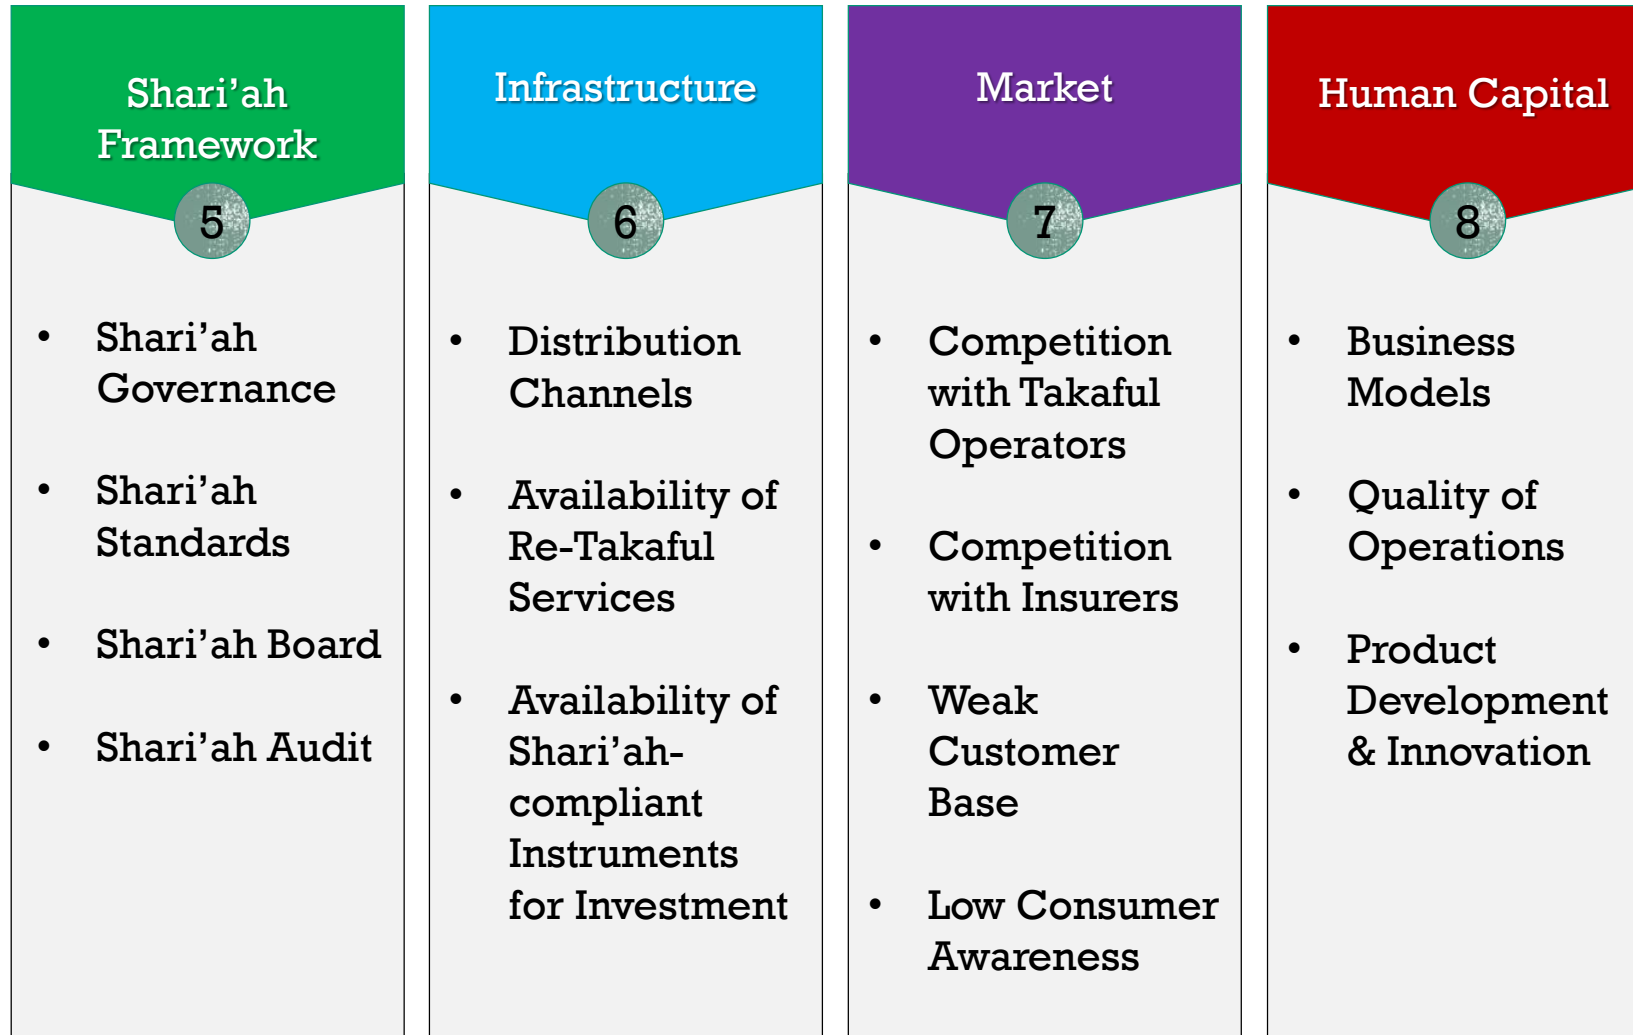 Shari’ah
Framework
5
• Shari’ah
Governance
• Shari’ah
Standards
• Shari’ah Board
• Shari’ah Audit
Infrastructure
6
• Distribution
Channels
• Availability of
Re-Takaful
Services
• Availability of
Shari’ah-
compliant
Instruments
for Investment
Market
7
• Competition
with Takaful
Operators
• Competition
with Insurers
• Weak
Customer
Base
• Low Consumer
Awareness
Human Capital
8
• Business
Models
• Quality of
Operations
• Product
Development
& Innovation